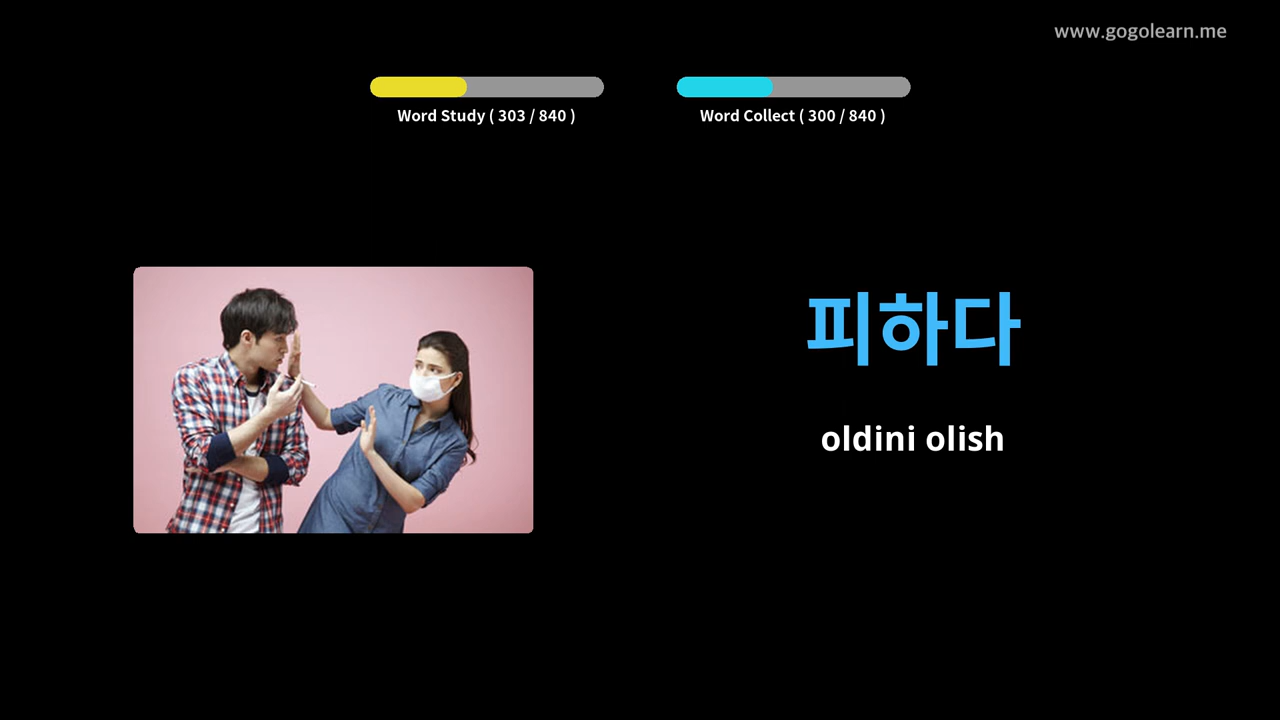 www.gogolearn.me
Word Study ( 303 / 840 )
Word Collect ( 300 / 840 )
피하다
oldini olish